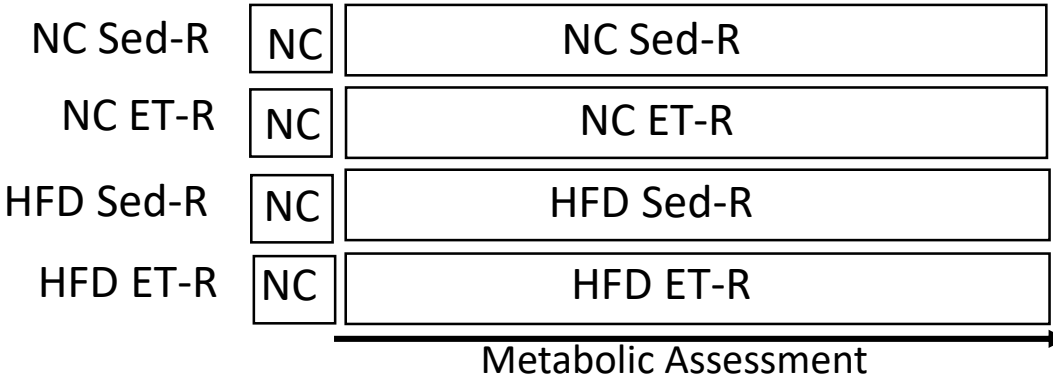 NC Sed-R NC NC Sed-R
NC ET-R NC NC ET-R
HFD Sed-R NC HFD Sed-R
HFD ET-R NC HFD ET-R
Metabolic Assessment